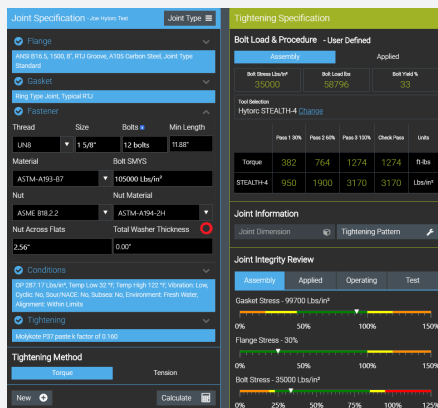 Joint Specification - Joe Hytorc Test
Joint Type
Flange
ANSI B16.5, 1500, 8", RTJ Groove, A105 Carbon Steel, Joint Type
Standard
Gasket
Ring Type Joint, Typical RTJ
Fastener
Thread Size Bolts Min Length
UN8 1 5/8" 12 bolts 11.88"
Material Bolt SMYS
ASTM-A193-B7 105000 Lbs/in²
Nut Nut Material
ASME B18.2.2 ASTM-A194-2H
Nut Across Flats Total Washer Thickness
2.56" 0.00"
Conditions
OP 287.17 Lbs/in², Temp Low 32 °F, Temp High 122 °F, Vibration: Low,
Cyclic: No, Sour/NACE: No, Subsea: No, Environment: Fresh Water,
Alignment: Within Limits
Tightening
Molykote P37 paste k factor of 0.160
Tightening Method
Torque Tension
New Calculate
Tightening Specification
Bolt Load & Procedure - User Defined
Assembly Applied
Bolt Stress Lbs/in² Bolt Load lbs Bolt Yield %
35000 58796 33
Tool Selection
Hytorc STEALTH-4 Change
Pass 1 30% Pass 2 60% Pass 3 100% Check Pass Units
Torque 382 764 1274 1274 ft-lbs
STEALTH-4 950 1900 3170 3170 Lbs/in²
Joint Information
Joint Dimension Tightening Pattern
Joint Integrity Review
Assembly Applied Operating Test
Gasket Stress - 99700 Lbs/in²
0% 50% 100% 150%
Flange Stress - 30%
0% 50% 100% 150%
Bolt Stress - 35000 Lbs/in²
0% 25% 50% 75% 100% 125%